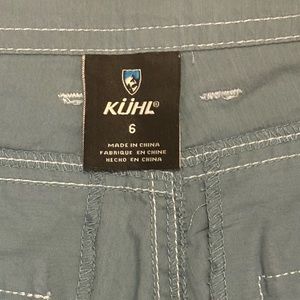 KÜHL®
6
MADE IN CHINA
FABRIQUE EN CHINE
HECHO EN CHINA